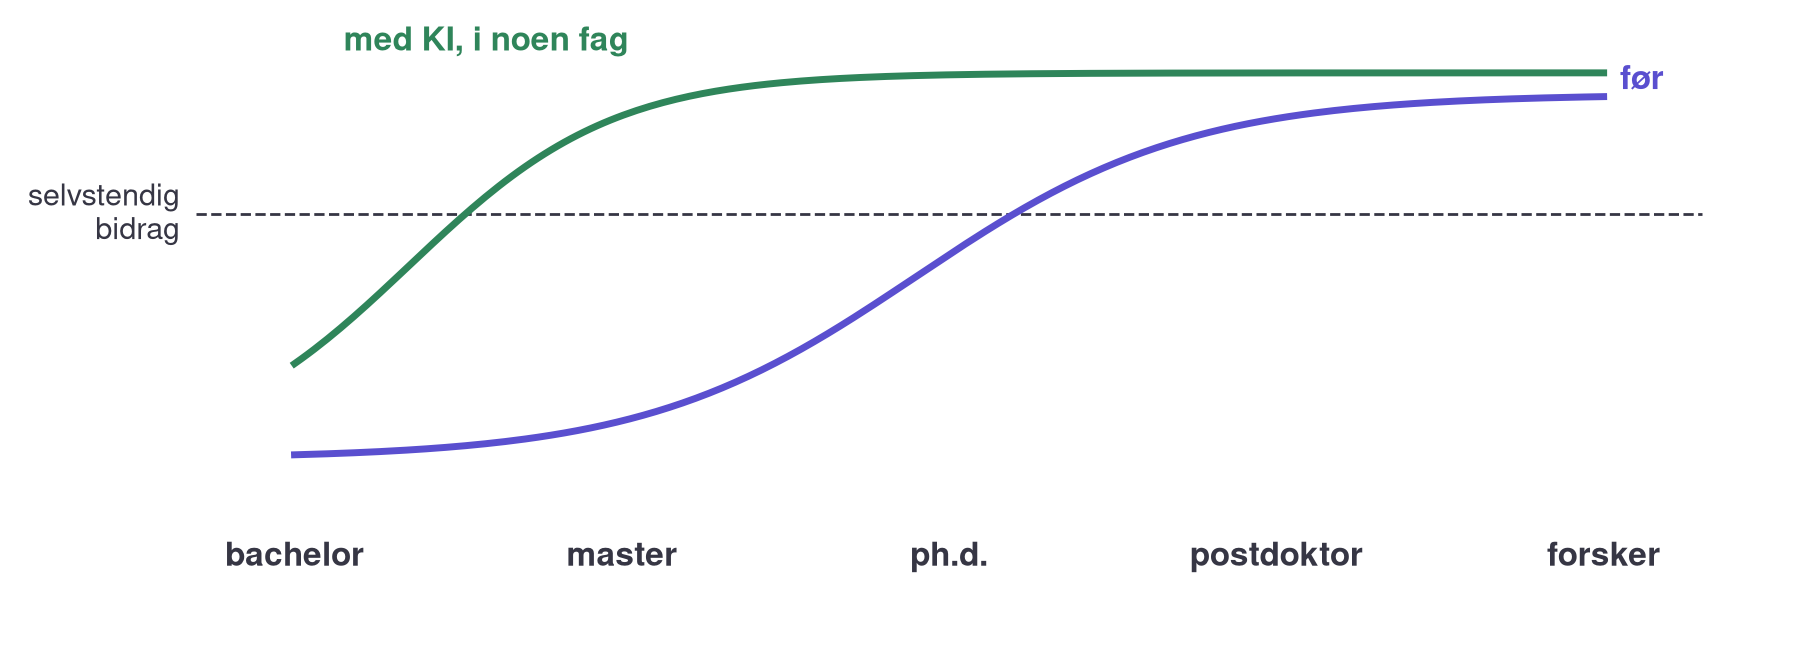 med KI, i noen fag
før
selvstendig
bidrag
bachelor
master
ph.d.
postdoktor
forsker